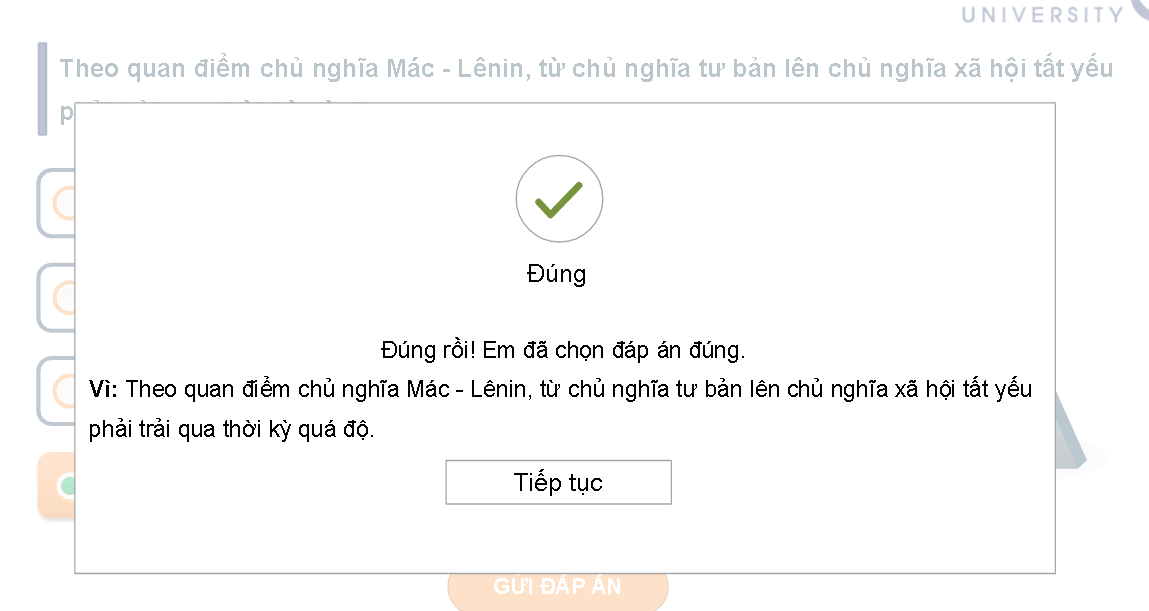 UNIVERSITY
Theo quan điểm chủ nghĩa Mác - Lênin, từ chủ nghĩa tư bản lên chủ nghĩa xã hội tất yếu
Đúng
Đúng rồi! Em đã chọn đáp án đúng.
Vì: Theo quan điểm chủ nghĩa Mác - Lênin, từ chủ nghĩa tư bản lên chủ nghĩa xã hội tất yếu
phải trải qua thời kỳ quá độ.
Tiếp tục
GỬI ĐÁP ÁN